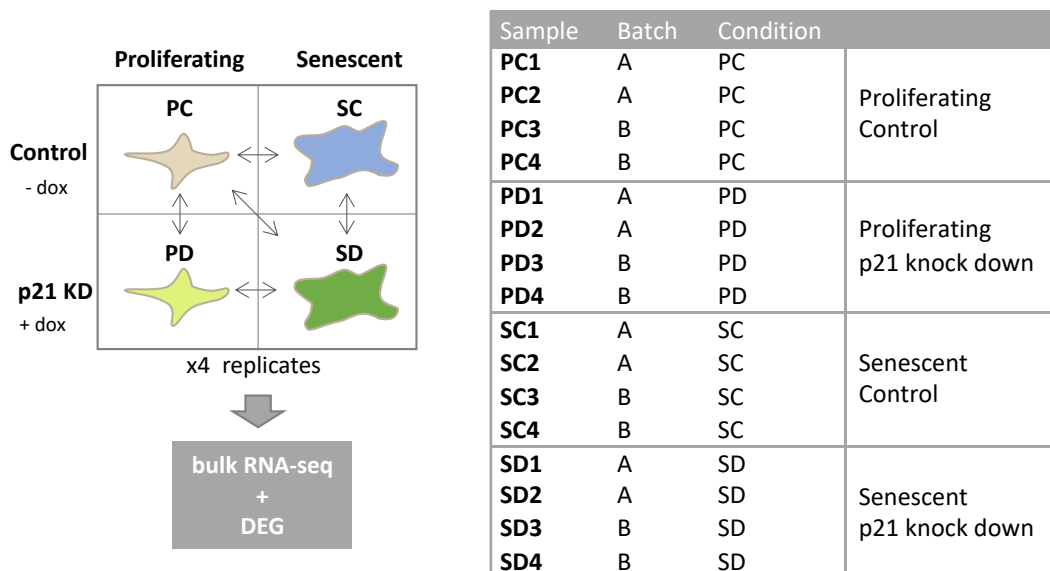 Proliferating Senescent
PC SC
Control
- dox
PD SD
p21 KD
+ dox
x4 replicates
bulk RNA-seq
+
DEG
Sample Batch Condition
PC1 A PC
PC2 A PC
Proliferating
Control
PC3 B PC
PC4 B PC
PD1 A PD
PD2 A PD
Proliferating
p21 knock down
PD3 B PD
PD4 B PD
SC1 A SC
SC2 A SC
Senescent
Control
SC3 B SC
SC4 B SC
SD1 A SD
SD2 A SD
Senescent
p21 knock down
SD3 B SD
SD4 B SD